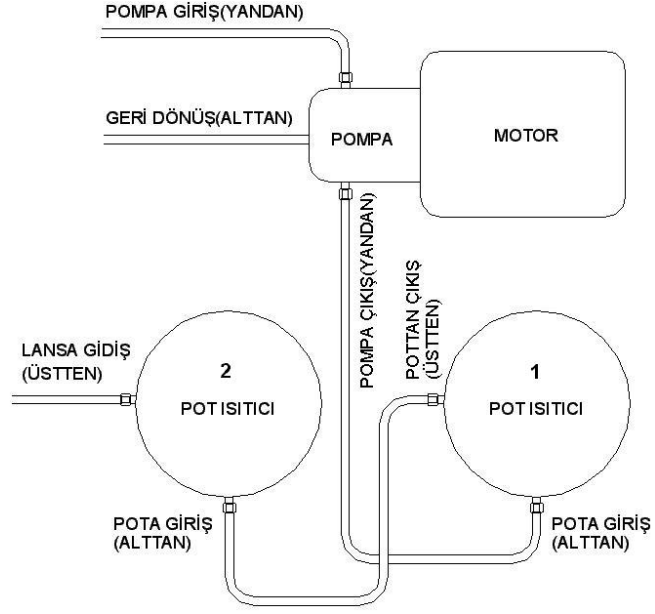 POMPA GİRİŞ(YANDAN)
GERİ DÖNÜŞ(ALTTAN)
POMPA
MOTOR
POMPA ÇIKIŞ(YANDAN)
POTTAN ÇIKIŞ
(ÜSTTEN)
LANSA GİDİŞ
(ÜSTTEN)
2
POT ISITICI
1
POT ISITICI
POTA GİRİŞ
(ALTTAN)
POTA GİRİŞ
(ALTTAN)